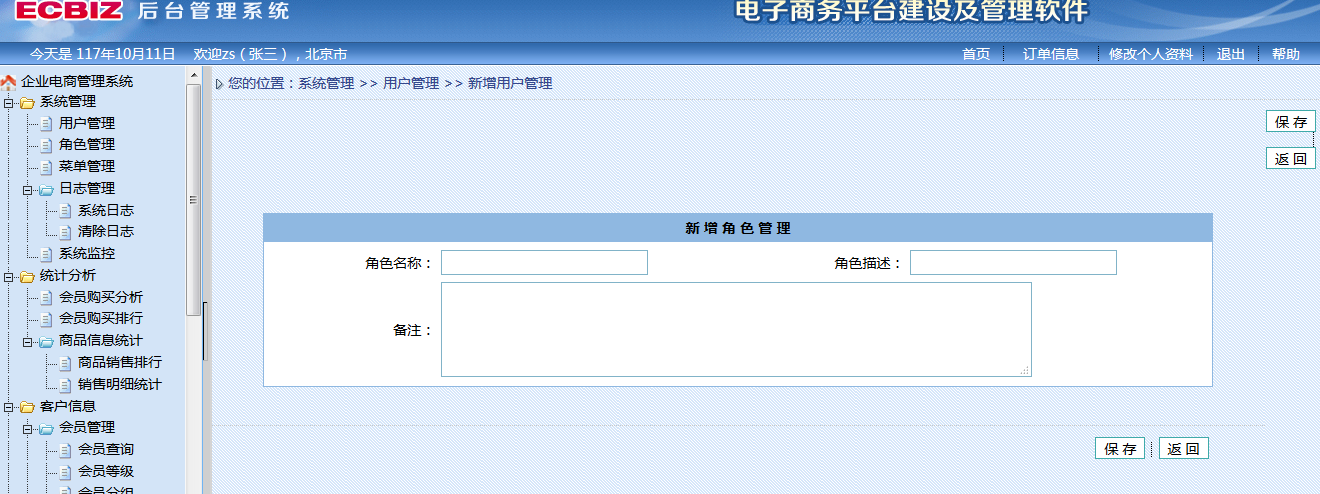 ECBIZ 后台管理系统
电子商务平台建设及管理软件
今天是 117年10月11日 欢迎zs（张三），北京市
首页 订单信息 修改个人资料 退出 帮助
企业电商管理系统
系统管理
用户管理
角色管理
菜单管理
日志管理
系统日志
清除日志
系统监控
统计分析
会员购买分析
会员购买排行
商品信息统计
商品销售排行
销售明细统计
客户信息
会员管理
会员查询
会员等级
会员分组
您的位置：系统管理 >> 用户管理 >> 新增用户管理
保 存
返 回
新 增 角 色 管 理
角色名称：
角色描述：
备注：
保 存
返 回